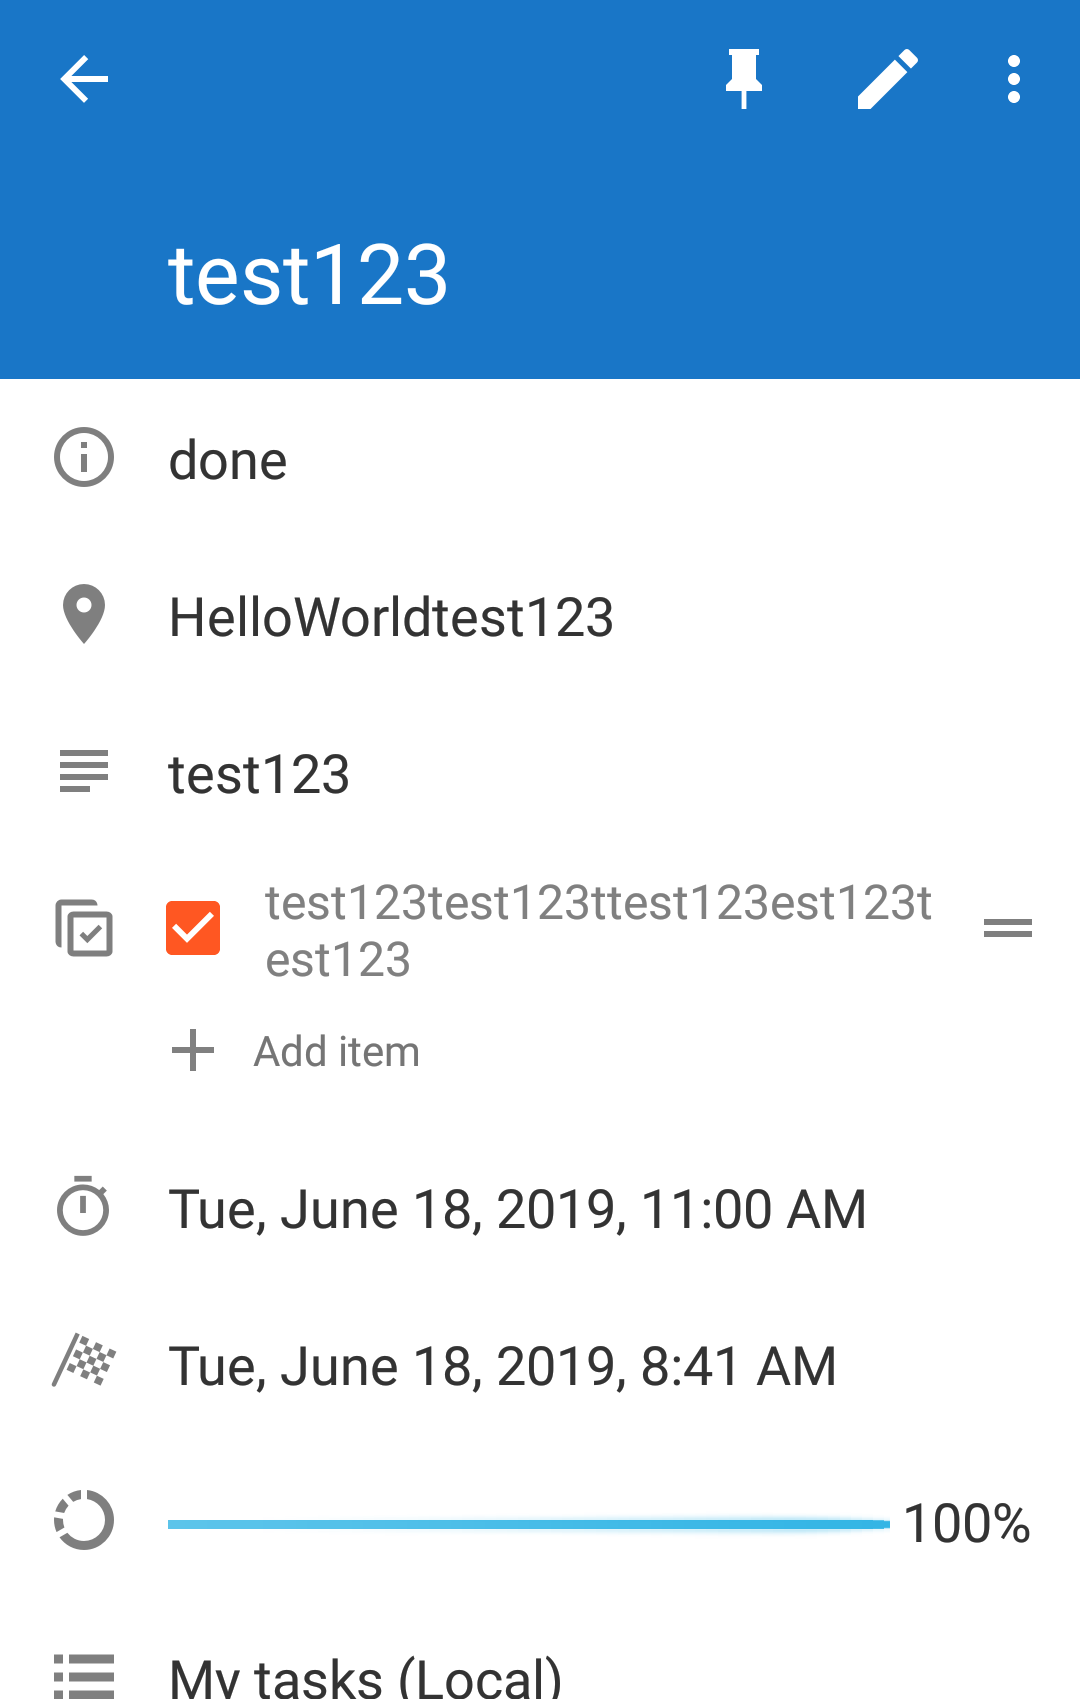 test123
done
HelloWorldtest123
test123
test123test123ttest123est123t
est123
Add item
Tue, June 18, 2019, 11:00 AM
Tue, June 18, 2019, 8:41 AM
100%
My tasks (Local)